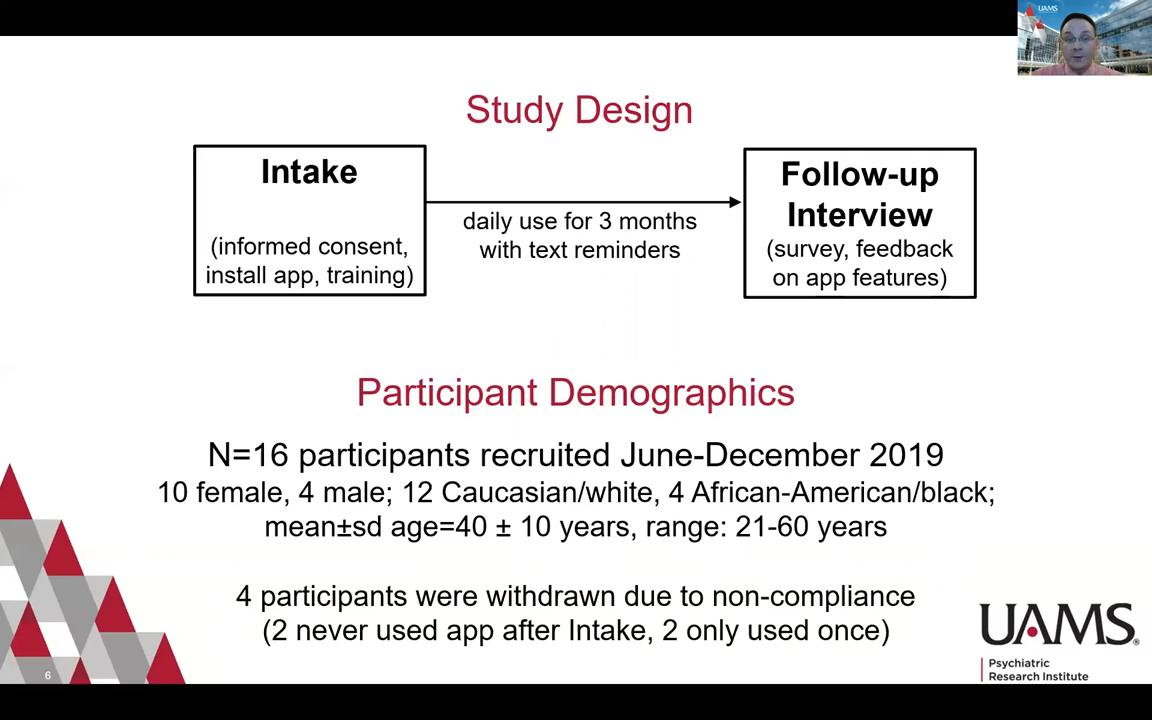 UAMS
Study Design
Intake
(informed consent,
install app, training)
daily use for 3 months
with text reminders
Follow-up
Interview
(survey, feedback
on app features)
Participant Demographics
N=16 participants recruited June-December 2019
10 female, 4 male; 12 Caucasian/white, 4 African-American/black;
mean±sd age=40 ± 10 years, range: 21-60 years
4 participants were withdrawn due to non-compliance
(2 never used app after Intake, 2 only used once)
UAMS®
Psychiatric
Research Institute
6